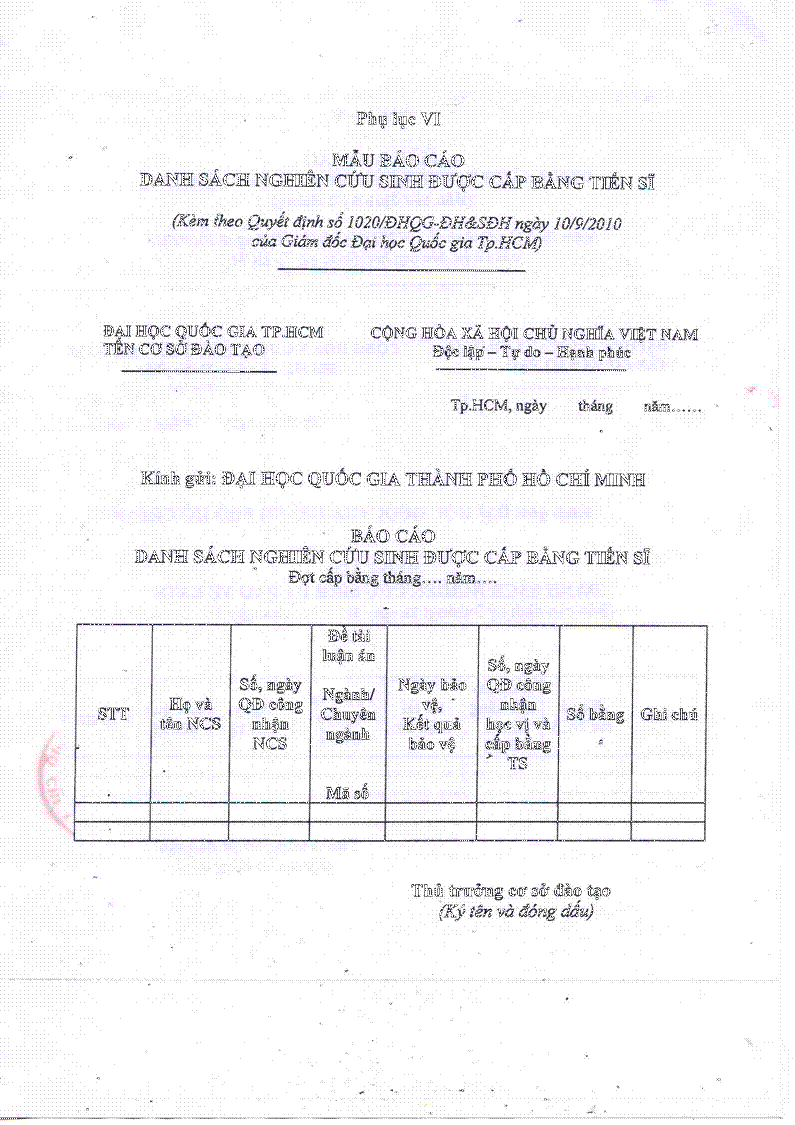 Phụ lục VI
MẪU BÁO CÁO
DANH SÁCH NGHIÊN CỨU SINH ĐƯỢC CẤP BẰNG TIẾN SĨ
(Kèm theo Quyết định số 1020/ĐHQG-ĐH&SĐH ngày 10/9/2010
của Giám đốc Đại học Quốc gia Tp.HCM)
ĐẠI HỌC QUỐC GIA TP.HCM
TÊN CƠ SỞ ĐÀO TẠO
CỘNG HÒA XÃ HỘI CHỦ NGHĨA VIỆT NAM
Độc lập – Tự do – Hạnh phúc
Tp.HCM, ngày tháng năm......
Kính gửi: ĐẠI HỌC QUỐC GIA THÀNH PHỐ HỒ CHÍ MINH
BÁO CÁO
DANH SÁCH NGHIÊN CỨU SINH ĐƯỢC CẤP BẰNG TIẾN SĨ
Đợt cấp bằng tháng.... năm....
STT
Họ và
tên NCS
Số, ngày
QĐ công
nhận
NCS
Đề tài
luận án
Ngành/
Chuyên
ngành
Mã số
Ngày bảo
vệ,
Kết quả
bảo vệ
Số, ngày
QĐ công
nhận
học vị và
cấp bằng
TS
Số bằng
Ghi chú
Thủ trưởng cơ sở đào tạo
(Ký tên và đóng dấu)